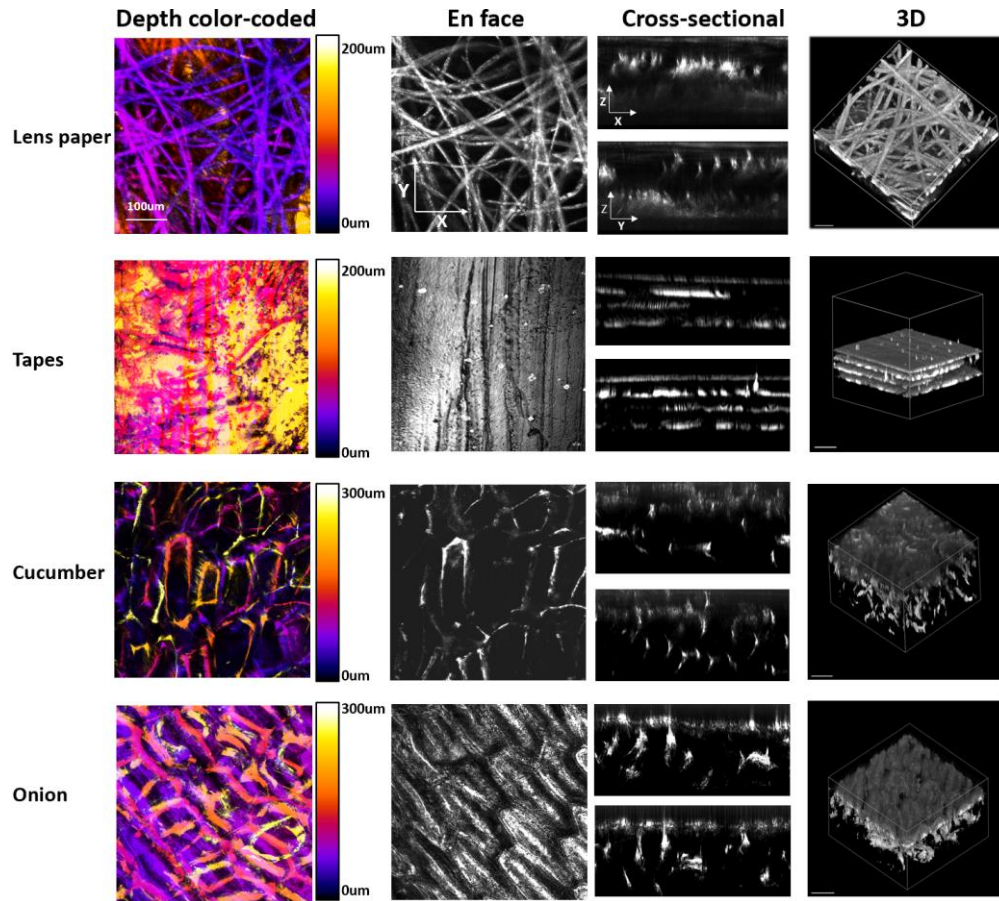 Depth color-coded En face Cross-sectional 3D
Lens paper
200um
0um
100um
Y
X
Z
X
Z
Y
Tapes
200um
0um
Cucumber
300um
0um
Onion
300um
0um